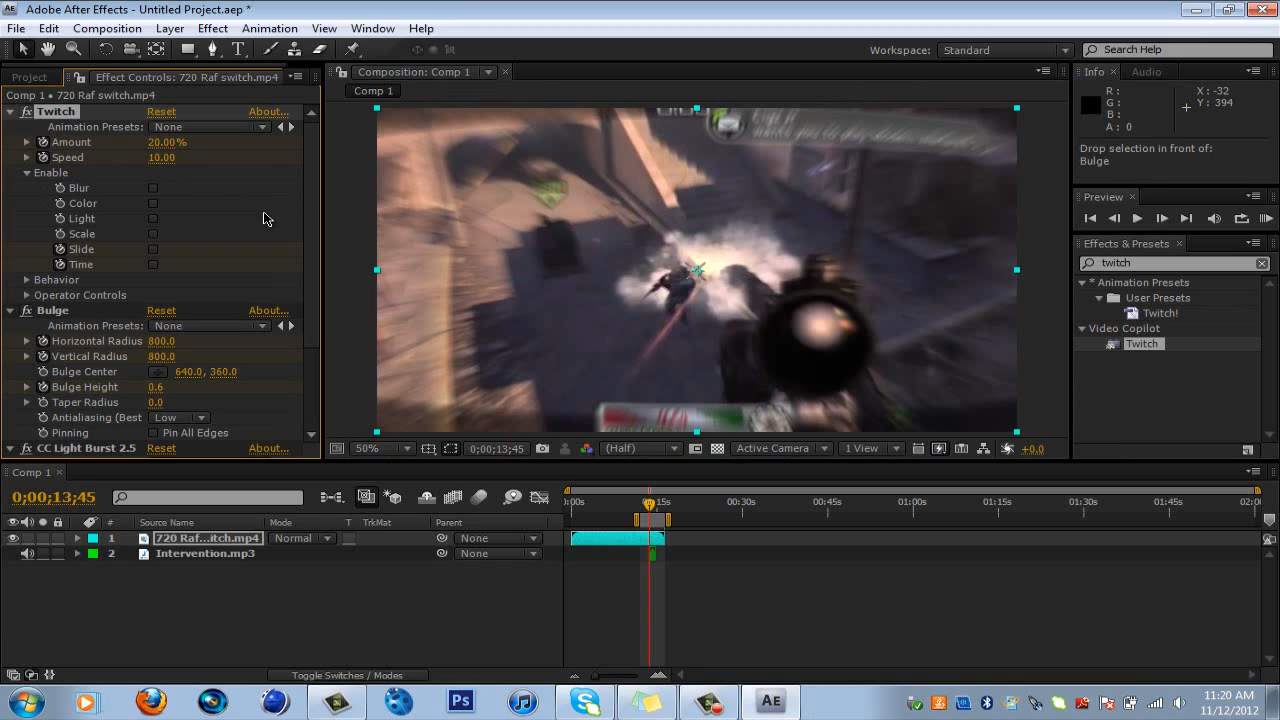 Adobe After Effects - Untitled Project.aep *
File Edit Composition Layer Effect Animation View Window Help
Workspace: Standard Search Help
Project Effect Controls: 720 Raf switch.mp4
Comp 1 • 720 Raf switch.mp4
fx Twitch Reset About...
Animation Presets: None
Amount 20.00%
Speed 10.00
Enable
Blur
Color
Light
Scale
Slide
Time
Behavior
Operator Controls
fx Bulge Reset About...
Animation Presets: None
Horizontal Radius 800.0
Vertical Radius 800.0
Bulge Center 640.0, 360.0
Bulge Height 0.6
Taper Radius 0.0
Antialiasing (Best Low
Pinning Pin All Edges
fx CC Light Burst 2.5 Reset About...
Composition: Comp 1
Comp 1
50% 0;00;13;45 (Half) Active Camera 1 View +0.0
Info Audio
R: X: -32
G: Y: 394
B:
A: 0
Drop selection in front of:
Bulge
Preview
Effects & Presets
twitch
* Animation Presets
User Presets
Twitch!
Video Copilot
Twitch
Comp 1
0;00;13;45
# Source Name Mode T TrkMat Parent
1 720 Raf...itch.mp4 Normal None
2 Intervention.mp3 None
:00s 0:15s 00:30s 00:45s 01:00s 01:15s 01:30s 01:45s 02:0
Toggle Switches / Modes
Ps
AE
11:20 AM
11/12/2012